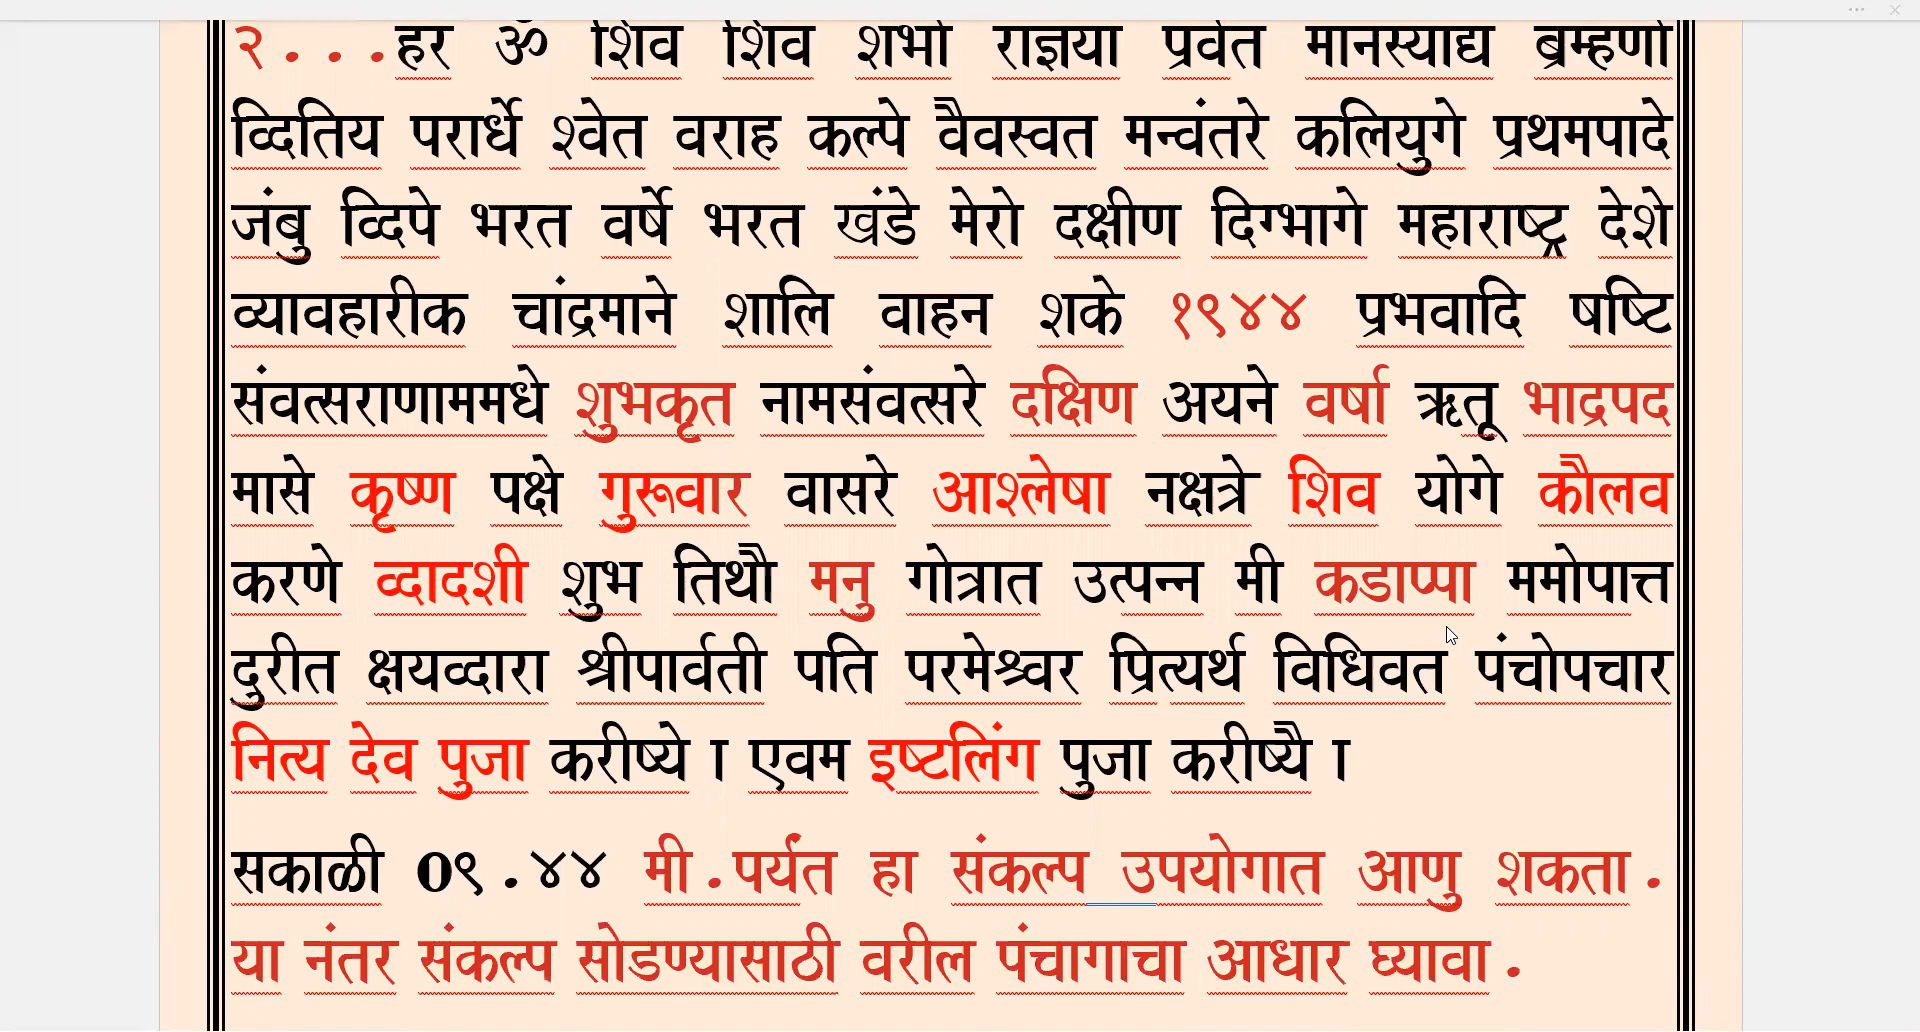 २...हर ॐ शिव शिव शंभो राज्ञया प्रर्वत मानस्याद्य ब्रम्हणो
व्दितिय परार्धे श्वेत वराह कल्पे वैवस्वत मन्वंतरे कलियुगे प्रथमपादे
जंबु व्दिपे भरत वर्षे भरत खंडे मेरो दक्षीण दिग्भागे महाराष्ट्र देशे
व्यावहारीक चांद्रमाने शालि वाहन शके १९४४ प्रभवादि षष्टि
संवत्सराणाममधे शुभकृत नामसंवत्सरे दक्षिण अयने वर्षा ऋतू भाद्रपद
मासे कृष्ण पक्षे गुरूवार वासरे आश्लेषा नक्षत्रे शिव योगे कौलव
करणे व्दादशी शुभ तिथौ मनु गोत्रात उत्पन्न मी कडाप्पा ममोपात्त
दुरीत क्षयव्दारा श्रीपार्वती पति परमेश्र्वर प्रित्यर्थ विधिवत पंचोपचार
नित्य देव पुजा करीष्ये । एवम इष्टलिंग पुजा करीष्यै ।
सकाळी 0९.४४ मी.पर्यंत हा संकल्प उपयोगात आणु शकता.
या नंतर संकल्प सोडण्यासाठी वरील पंचागाचा आधार घ्यावा.